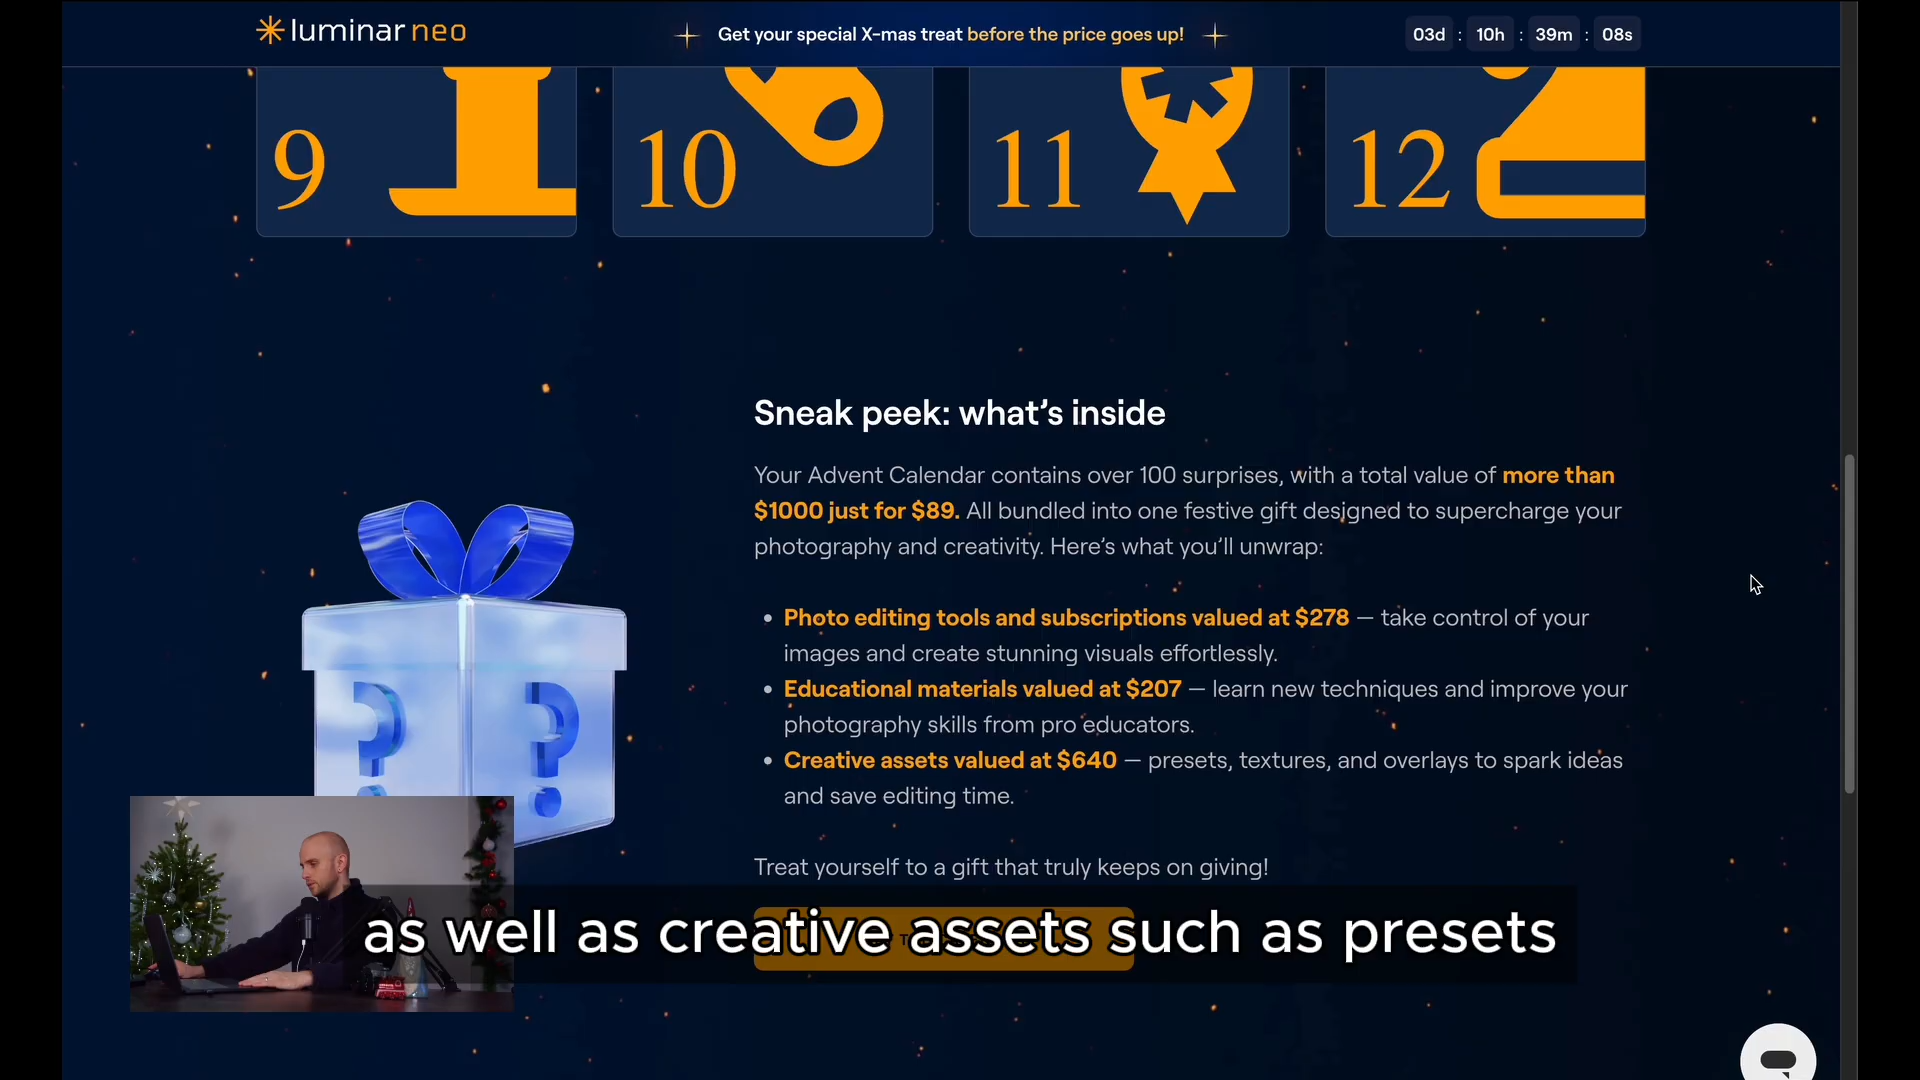 luminar neo
Get your special X-mas treat before the price goes up!
03d : 10h : 39m : 08s
9
10
11
12
Sneak peek: what’s inside
Your Advent Calendar contains over 100 surprises, with a total value of more than
$1000 just for $89. All bundled into one festive gift designed to supercharge your
photography and creativity. Here’s what you’ll unwrap:
• Photo editing tools and subscriptions valued at $278 — take control of your
images and create stunning visuals effortlessly.
• Educational materials valued at $207 — learn new techniques and improve your
photography skills from pro educators.
• Creative assets valued at $640 — presets, textures, and overlays to spark ideas
and save editing time.
? ?
Treat yourself to a gift that truly keeps on giving!
as well as creative assets such as presets